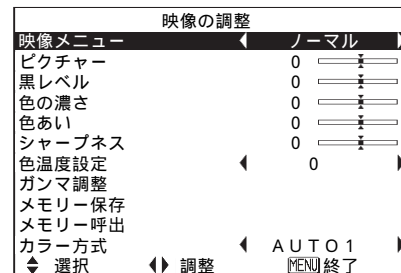 映像の調整
映像メニュー ノーマル
ピクチャー 0
黒レベル 0
色の濃さ 0
色あい 0
シャープネス 0
色温度設定 0
ガンマ調整
メモリー保存
メモリー呼出
カラー方式 AUTO1
選択 調整 MENU 終了